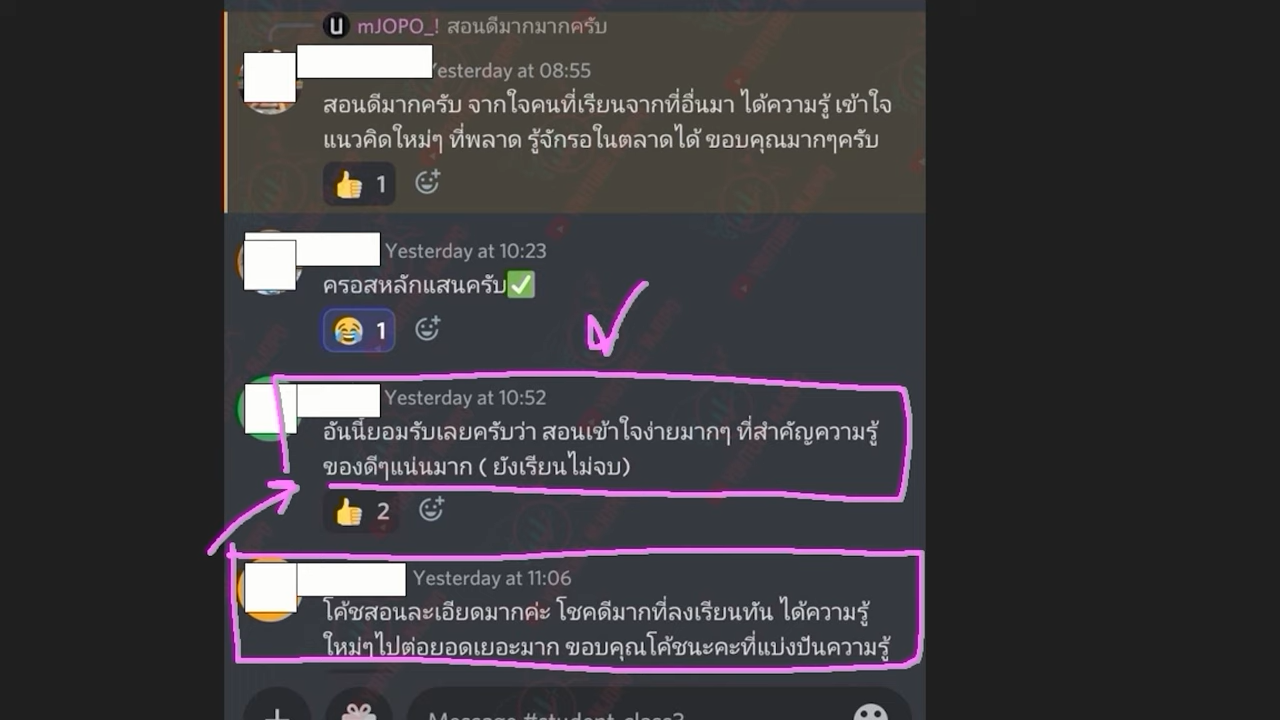 mJOPO_! สอนดีมากมากครับ
Yesterday at 08:55
สอนดีมากครับ จากใจคนที่เรียนจากที่อื่นมา ได้ความรู้ เข้าใจ
แนวคิดใหม่ๆ ที่พลาด รู้จักรอในตลาดได้ ขอบคุณมากๆครับ
👍 1
Yesterday at 10:23
ครอสหลักแสนครับ✅
😂 1
Yesterday at 10:52
อันนี้ยอมรับเลยครับว่า สอนเข้าใจง่ายมากๆ ที่สำคัญความรู้
ของดีๆแน่นมาก ( ยังเรียนไม่จบ)
👍 2
Yesterday at 11:06
โค้ชสอนละเอียดมากค่ะ โชคดีมากที่ลงเรียนทัน ได้ความรู้
ใหม่ๆไปต่อยอดเยอะมาก ขอบคุณโค้ชนะคะที่แบ่งปันความรู้
Message #student-class3